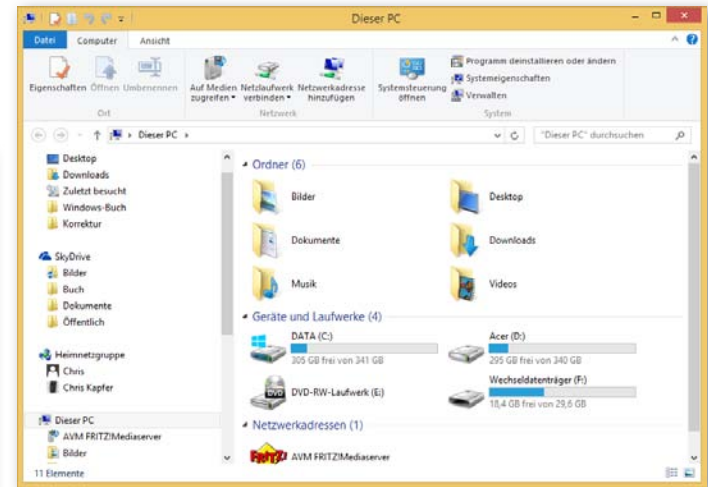 Dieser PC
Datei Computer Ansicht
Eigenschaften Öffnen Umbenennen
Ort
Auf Medien zugreifen
Netzlaufwerk verbinden
Netzwerkadresse hinzufügen
Netzwerk
Systemsteuerung öffnen
Programm deinstallieren oder ändern
Systemeigenschaften
Verwalten
System
Dieser PC
"Dieser PC" durchsuchen
Desktop
Downloads
Zuletzt besucht
Windows-Buch
Korrektur
SkyDrive
Bilder
Buch
Dokumente
Öffentlich
Heimnetzgruppe
Chris
Chris Kapfer
Dieser PC
AVM FRITZ!Mediaserver
Bilder
Ordner (6)
Bilder
Desktop
Dokumente
Downloads
Musik
Videos
Geräte und Laufwerke (4)
DATA (C:)
305 GB frei von 341 GB
Acer (D:)
295 GB frei von 340 GB
DVD-RW-Laufwerk (E:)
Wechseldatenträger (F:)
18,4 GB frei von 29,6 GB
Netzwerkadressen (1)
FRITZ!
AVM FRITZ!Mediaserver
11 Elemente